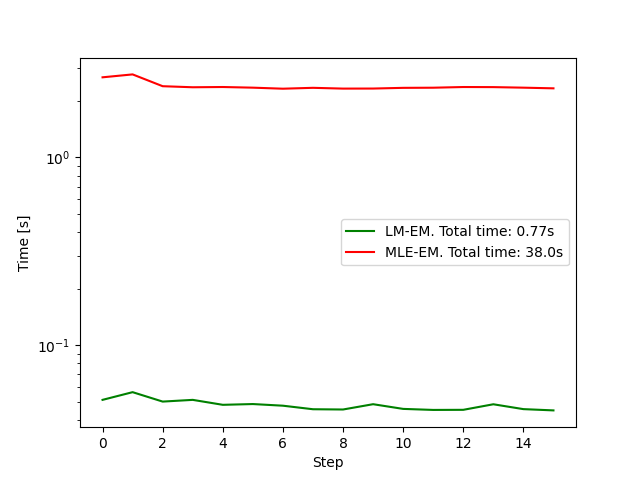 Time [s]
10⁰
10⁻¹
LM-EM. Total time: 0.77s
MLE-EM. Total time: 38.0s
0 2 4 6 8 10 12 14
Step